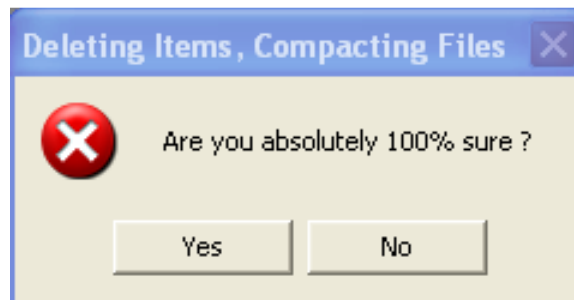 Deleting Items, Compacting Files
Are you absolutely 100% sure ?
Yes
No